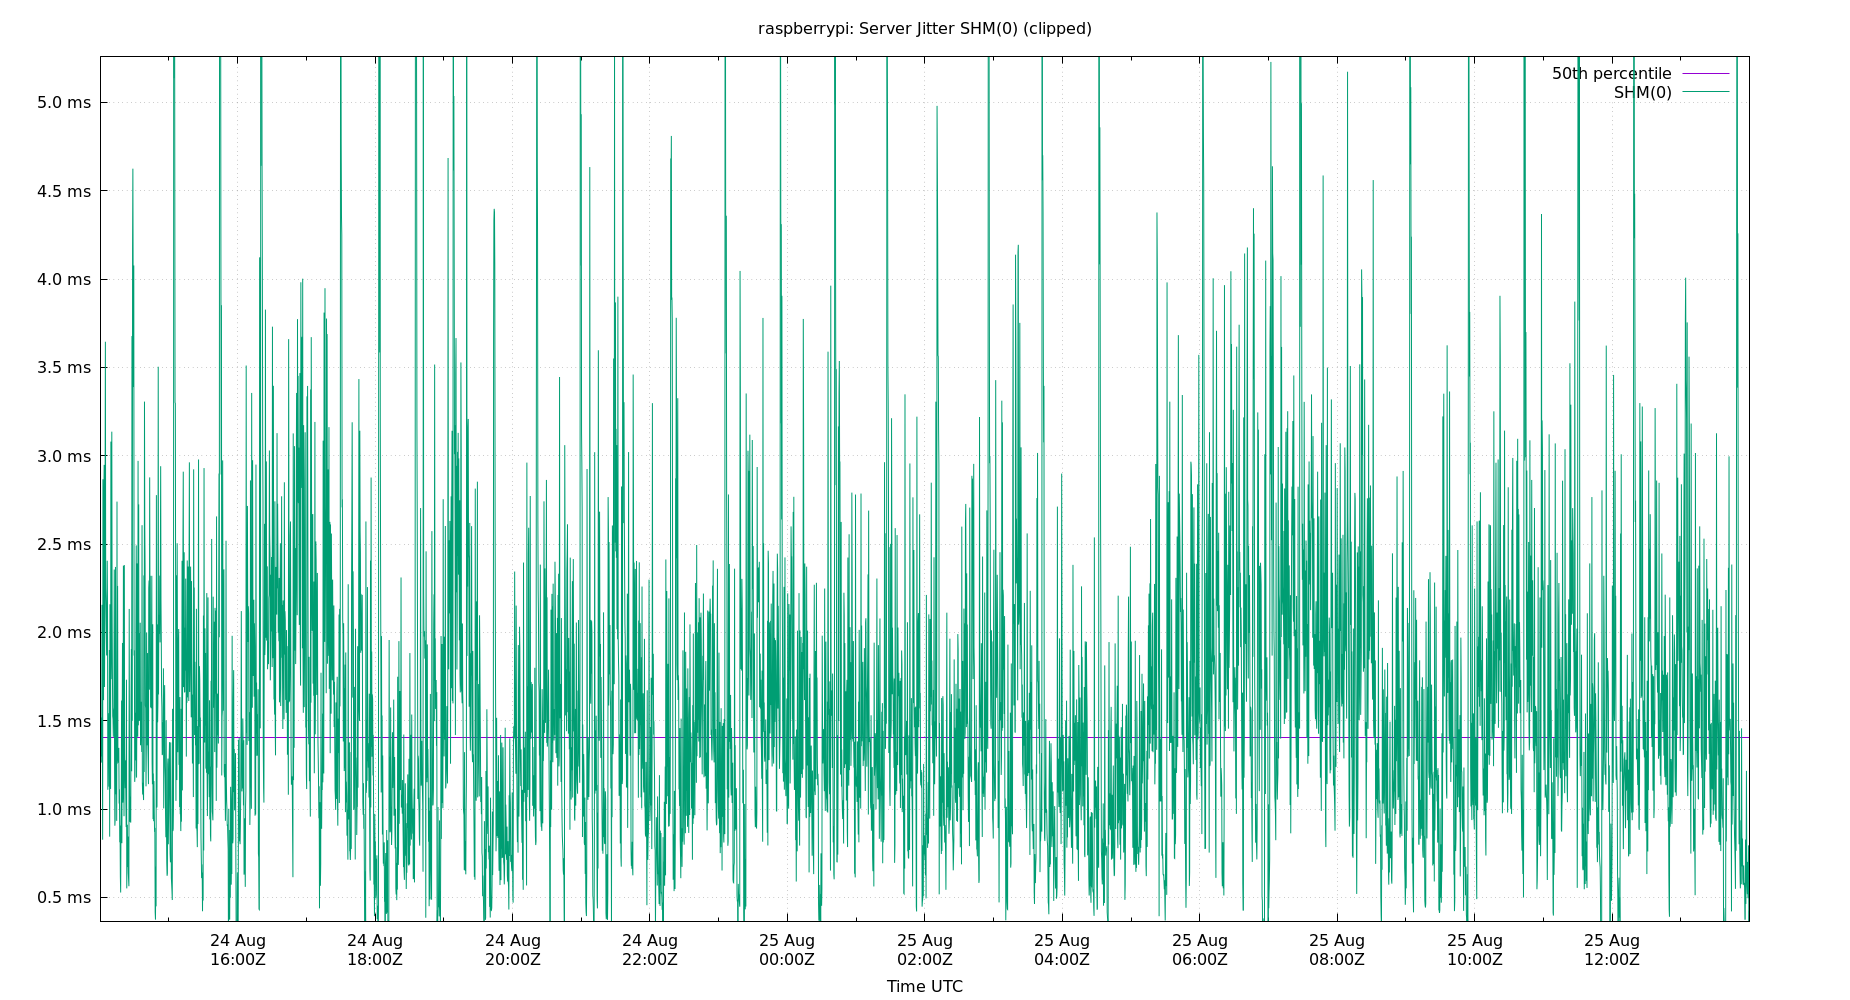 raspberrypi: Server Jitter SHM(0) (clipped)
50th percentile
SHM(0)
5.0 ms
4.5 ms
4.0 ms
3.5 ms
3.0 ms
2.5 ms
2.0 ms
1.5 ms
1.0 ms
0.5 ms
24 Aug 24 Aug 24 Aug 24 Aug 25 Aug 25 Aug 25 Aug 25 Aug 25 Aug 25 Aug 25 Aug
16:00Z 18:00Z 20:00Z 22:00Z 00:00Z 02:00Z 04:00Z 06:00Z 08:00Z 10:00Z 12:00Z
Time UTC